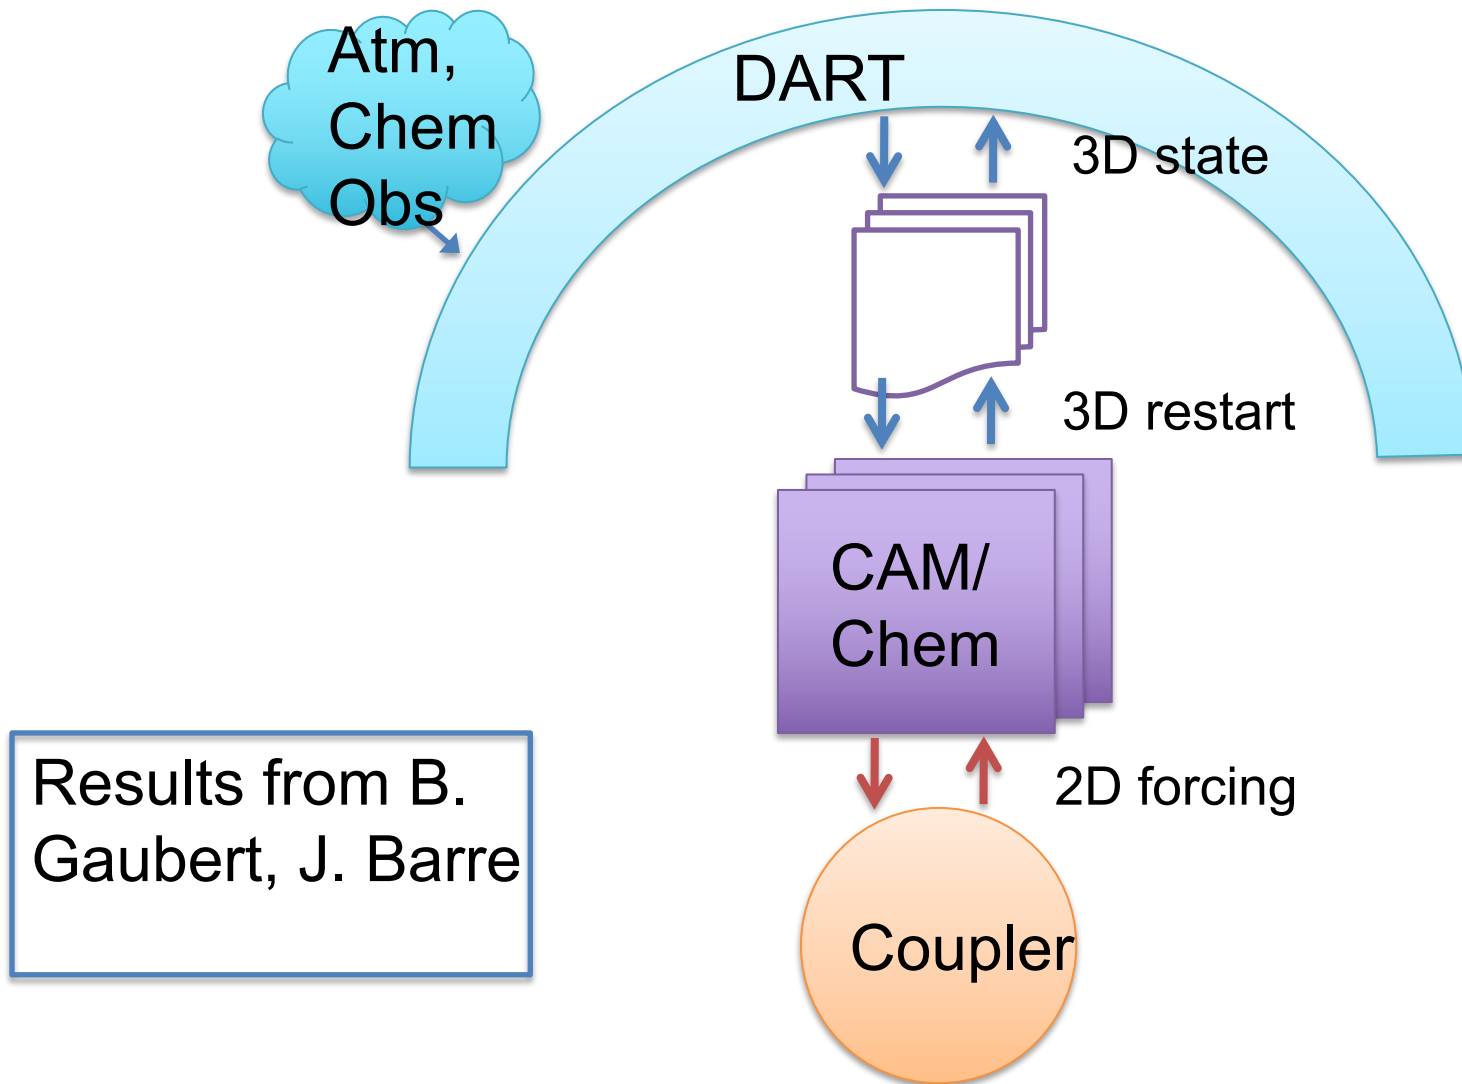 Atm,
Chem
Obs
DART
3D state
3D restart
CAM/
Chem
2D forcing
Results from B.
Gaubert, J. Barre
Coupler